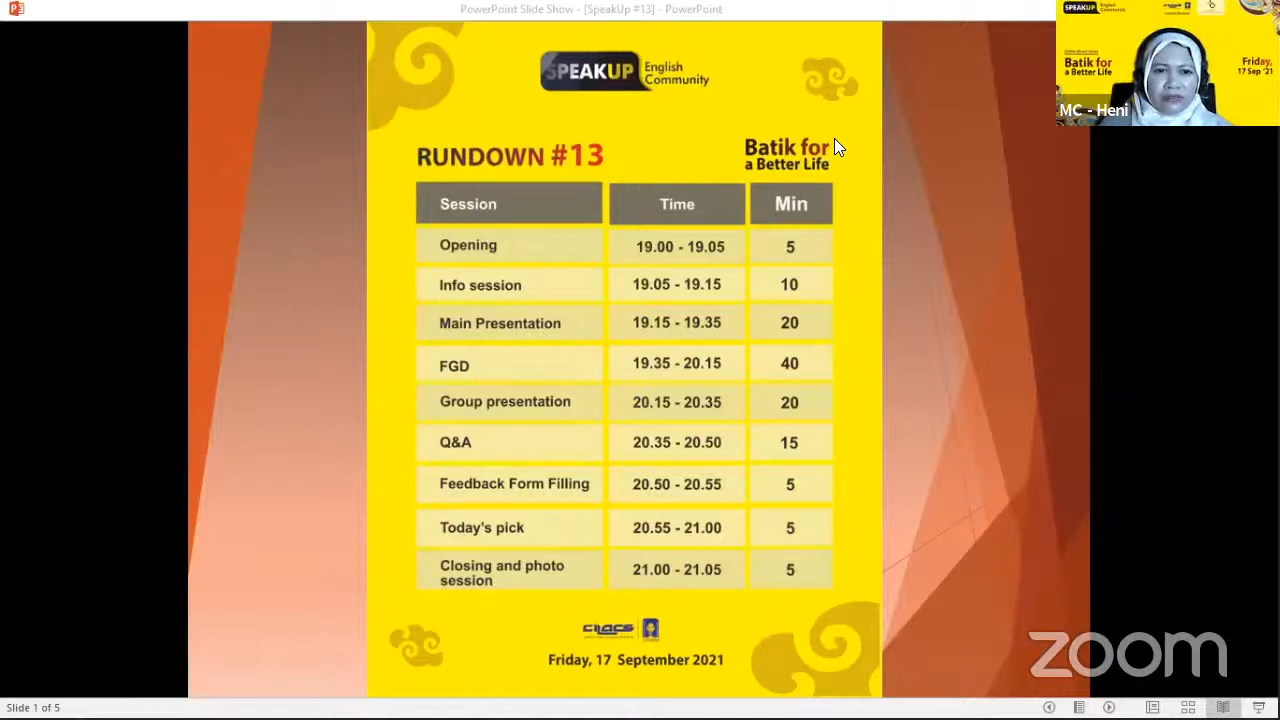 PowerPoint Slide Show - [SpeakUp #13] - PowerPoint
SPEAKUP English Community
RUNDOWN #13
Batik for
a Better Life
Session Time Min
Opening 19.00 - 19.05 5
Info session 19.05 - 19.15 10
Main Presentation 19.15 - 19.35 20
FGD 19.35 - 20.15 40
Group presentation 20.15 - 20.35 20
Q&A 20.35 - 20.50 15
Feedback Form Filling 20.50 - 20.55 5
Today's pick 20.55 - 21.00 5
Closing and photo
session 21.00 - 21.05 5
cilacs
Friday, 17 September 2021
SPEAKUP English Community
Batik for
a Better Life
Friday,
17 Sep '21
MC - Heni
zoom
Slide 1 of 5